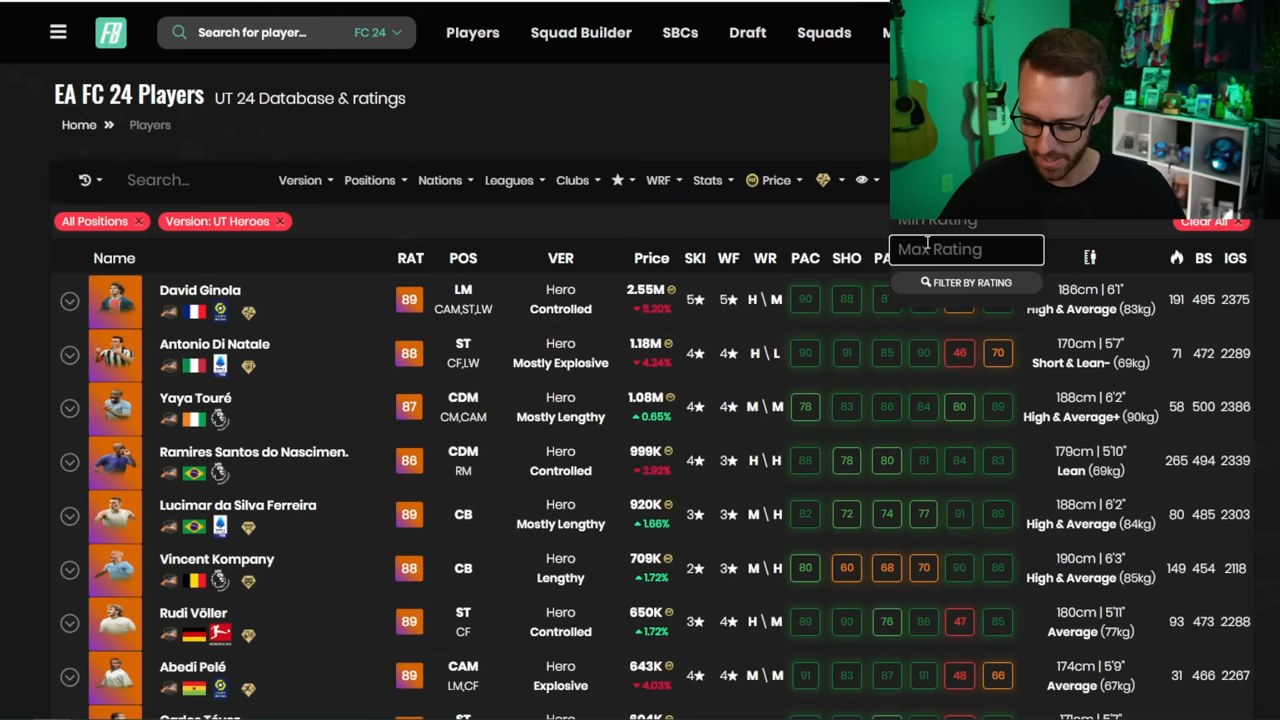 FB Search for player... FC 24 Players Squad Builder SBCs Draft Squads M
EA FC 24 Players UT 24 Database & ratings
Home » Players
Search... Version Positions Nations Leagues Clubs WRF Stats Price
All Positions × Version: UT Heroes × Min Rating Clear All ×
Max Rating
FILTER BY RATING
Name RAT POS VER Price SKI WF WR PAC SHO PA BS IGS
David Ginola 89 LM Hero 2.55M 5★ 5★ H \ M 90 88 186cm | 6'1" 191 495 2375
CAM,ST,LW Controlled 5.20% High & Average (83kg)
Antonio Di Natale 88 ST Hero 1.18M 4★ 4★ H \ L 90 91 85 90 46 70 170cm | 5'7" 71 472 2289
CF,LW Mostly Explosive 4.24% Short & Lean- (69kg)
Yaya Touré 87 CDM Hero 1.08M 4★ 4★ M \ M 78 83 86 84 80 89 188cm | 6'2" 58 500 2386
CM,CAM Mostly Lengthy 0.65% High & Average+ (90kg)
Ramires Santos do Nascimen. 86 CDM Hero 999K 4★ 3★ H \ H 88 78 80 81 84 83 179cm | 5'10" 265 494 2339
RM Controlled 2.92% Lean (69kg)
Lucimar da Silva Ferreira 89 CB Hero 920K 3★ 3★ M \ H 82 72 74 77 91 89 188cm | 6'2" 80 485 2303
Mostly Lengthy 1.66% High & Average (84kg)
Vincent Kompany 88 CB Hero 709K 2★ 3★ M \ H 80 60 68 70 90 86 190cm | 6'3" 149 454 2118
Lengthy 1.72% High & Average (85kg)
Rudi Völler 89 ST Hero 650K 3★ 4★ H \ M 89 90 76 86 47 85 180cm | 5'11" 93 473 2288
CF Controlled 1.72% Average (77kg)
Abedi Pelé 89 CAM Hero 643K 4★ 4★ M \ M 91 83 87 91 48 66 174cm | 5'9" 31 466 2267
LM,CF Explosive 4.03% Average (67kg)
Carlos Tévez ST Hero 604K 171cm | 5'7"